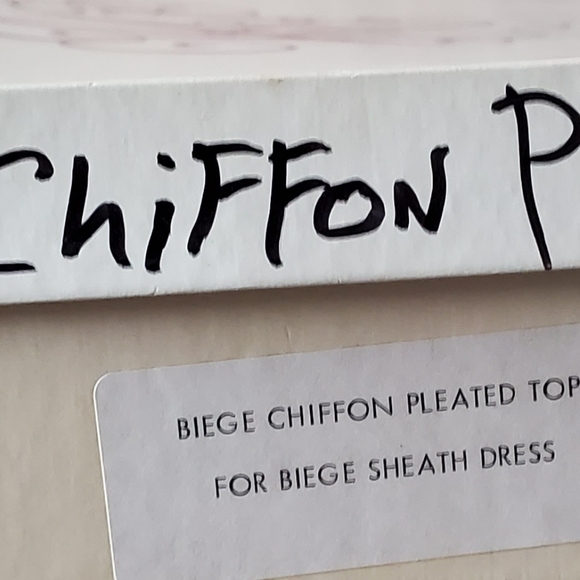 ChiFFON P
BIEGE CHIFFON PLEATED TOP
FOR BIEGE SHEATH DRESS